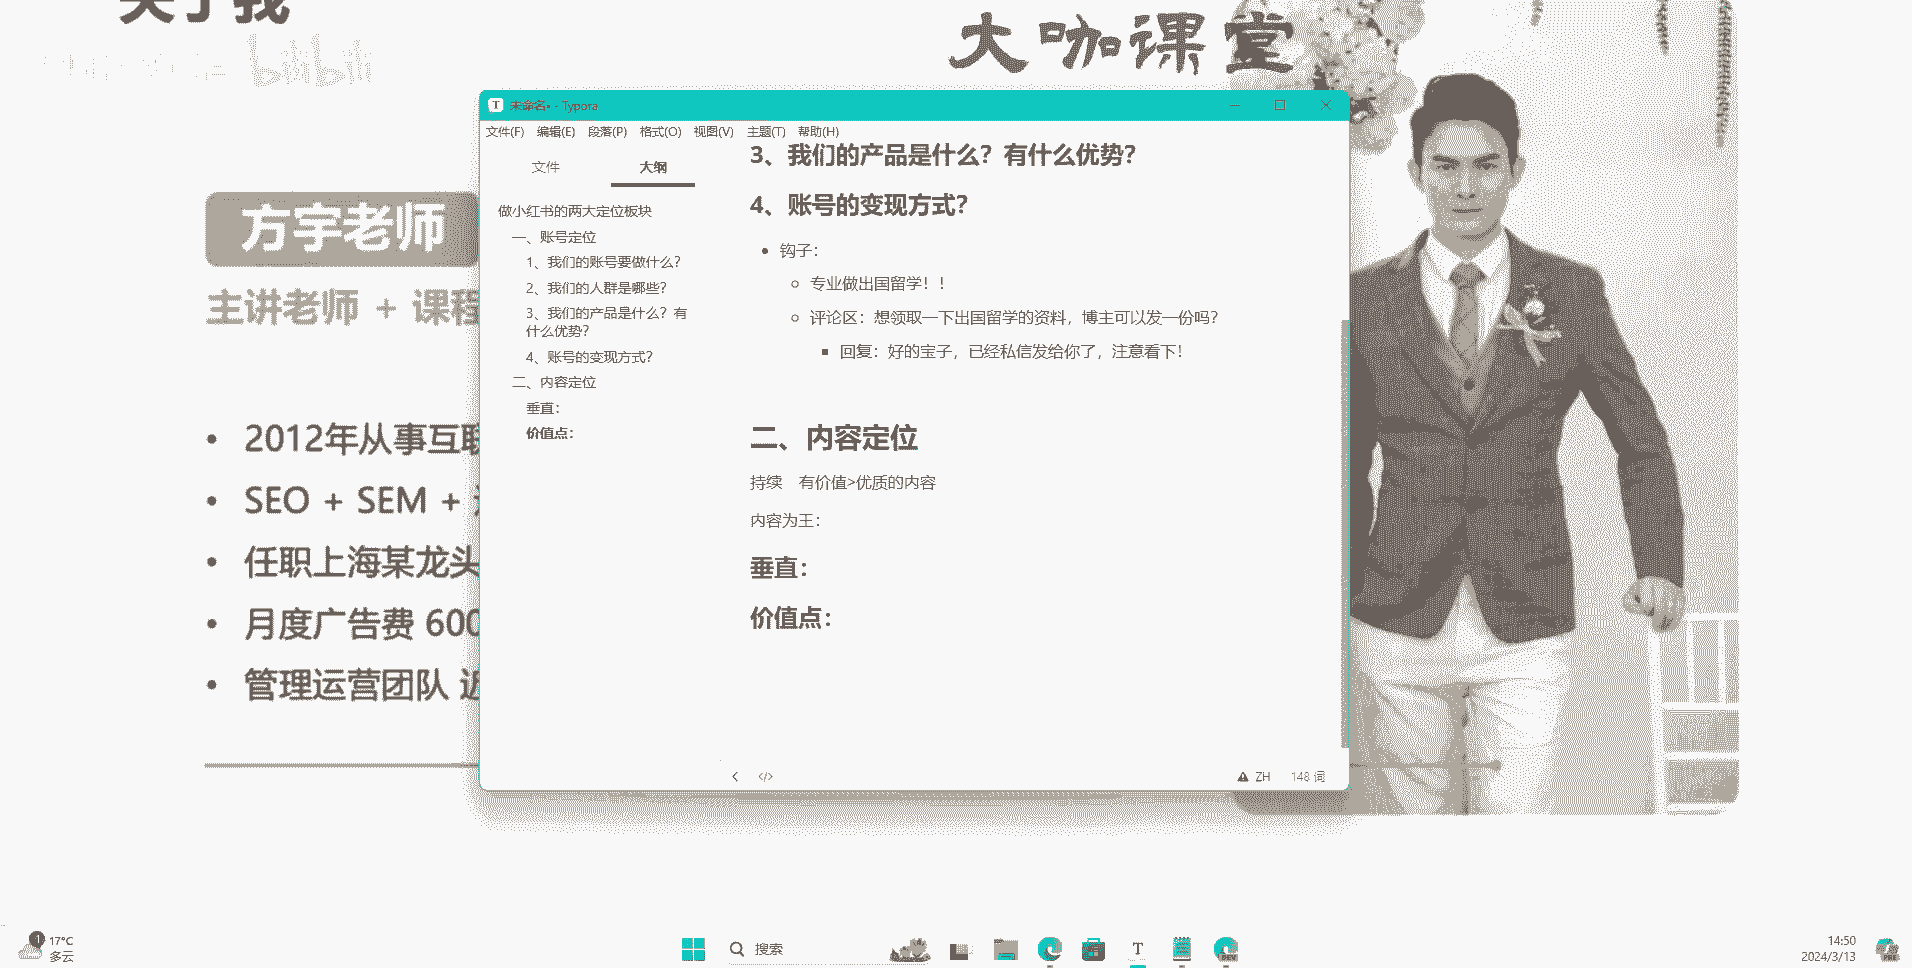 关于我
bilibili
大咖课堂
方宇老师
主讲老师 + 课程
2012年从事互联
SEO + SEM +
任职上海某龙头
月度广告费 600
管理运营团队 近
未命名• - Typora
文件(F) 编辑(E) 段落(P) 格式(O) 视图(V) 主题(T) 帮助(H)
文件 大纲
做小红书的两大定位板块
一、账号定位
1、我们的账号要做什么？
2、我们的人群是哪些？
3、我们的产品是什么？有
什么优势？
4、账号的变现方式？
二、内容定位
垂直：
价值点：
3、我们的产品是什么？有什么优势？
4、账号的变现方式？
钩子：
专业做出国留学！！
评论区：想领取一下出国留学的资料，博主可以发一份吗？
回复：好的宝子，已经私信发给你了，注意看下！
二、内容定位
持续 有价值>优质的内容
内容为王：
垂直：
价值点：
ZH 148 词
1
17°C
多云
搜索
T
DEV
14:50
2024/3/13
PRE